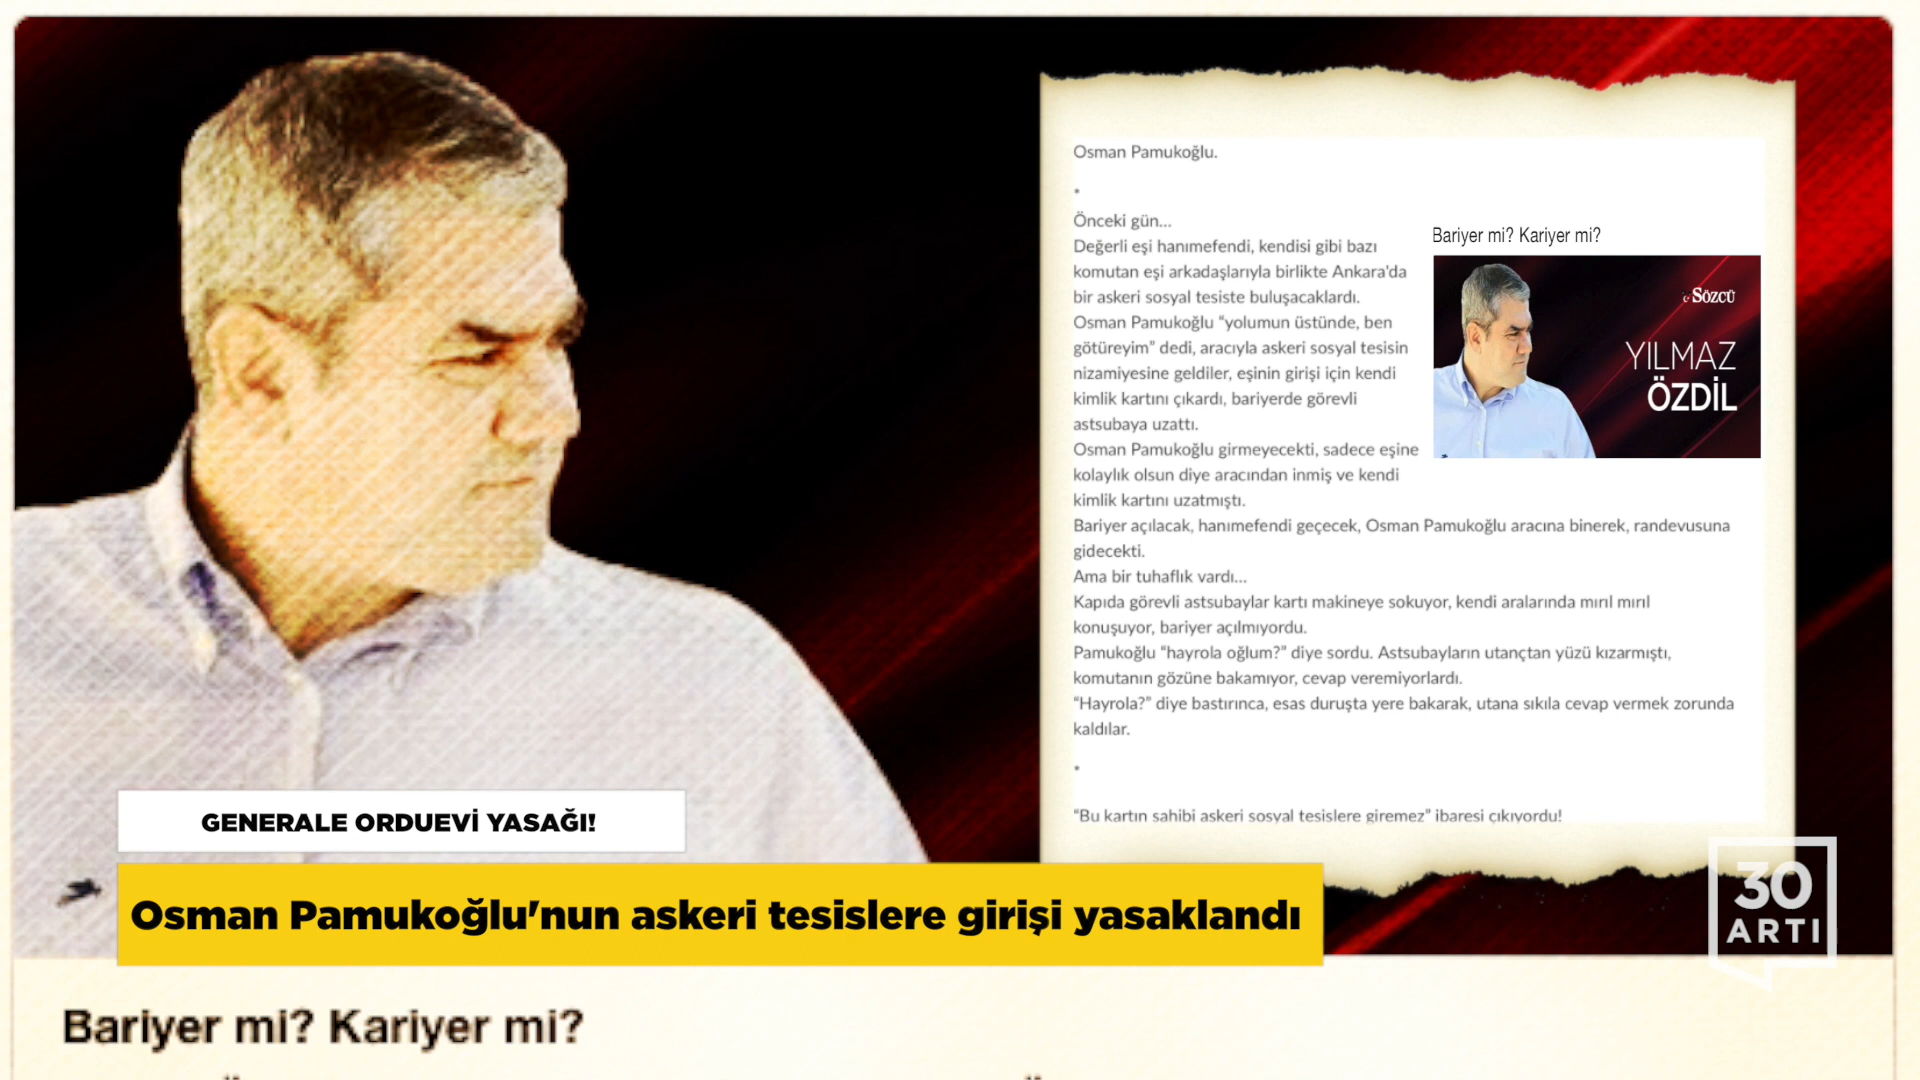 Osman Pamukoğlu.
*
Önceki gün...
Değerli eşi hanımefendi, kendisi gibi bazı
komutan eşi arkadaşlarıyla birlikte Ankara'da
bir askeri sosyal tesiste buluşacaklardı.
Osman Pamukoğlu “yolumun üstünde, ben
götüreyim” dedi, aracıyla askeri sosyal tesisin
nizamiyesine geldiler, eşinin girişi için kendi
kimlik kartını çıkardı, bariyerde görevli
astsubaya uzattı.
Osman Pamukoğlu girmeyecekti, sadece eşine
kolaylık olsun diye aracından inmiş ve kendi
kimlik kartını uzatmıştı.
Bariyer açılacak, hanımefendi geçecek, Osman Pamukoğlu aracına binerek, randevusuna
gidecekti.
Ama bir tuhaflık vardı...
Kapıda görevli astsubaylar kartı makineye sokuyor, kendi aralarında mırıl mırıl
konuşuyor, bariyer açılmıyordu.
Pamukoğlu “hayrola oğlum?” diye sordu. Astsubayların utançtan yüzü kızarmıştı,
komutanın gözüne bakamıyor, cevap veremiyorlardı.
“Hayrola?” diye bastırınca, esas duruşta yere bakarak, utana sıkıla cevap vermek zorunda
kaldılar.
*
“Bu kartın sahibi askeri sosyal tesislere giremez” ibaresi çıkıyordu!
Bariyer mi? Kariyer mi?
SÖZCÜ
YILMAZ
ÖZDİL
GENERALE ORDUEVİ YASAĞI!
Osman Pamukoğlu'nun askeri tesislere girişi yasaklandı
30
ARTI
Bariyer mi? Kariyer mi?